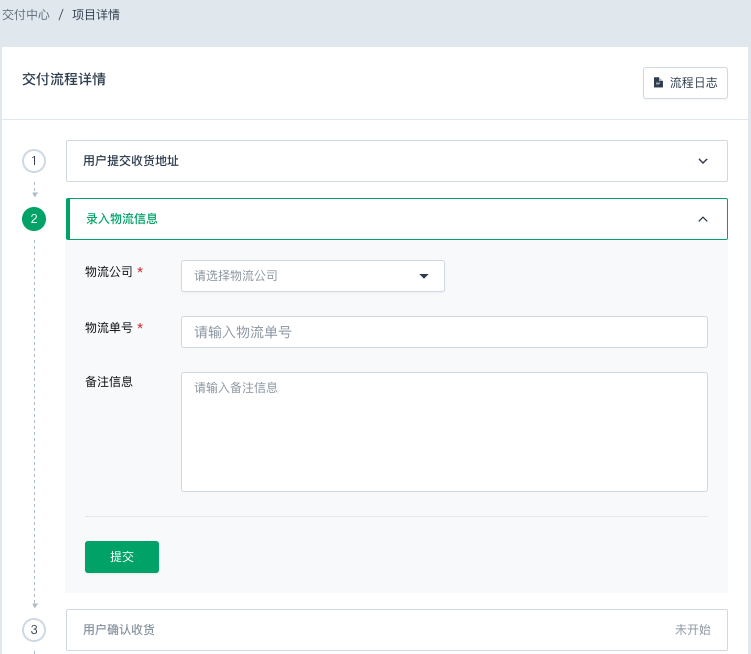 交付中心 / 项目详情
交付流程详情
流程日志
1 用户提交收货地址
2 录入物流信息
物流公司 * 请选择物流公司
物流单号 * 请输入物流单号
备注信息 请输入备注信息
提交
3 用户确认收货 未开始